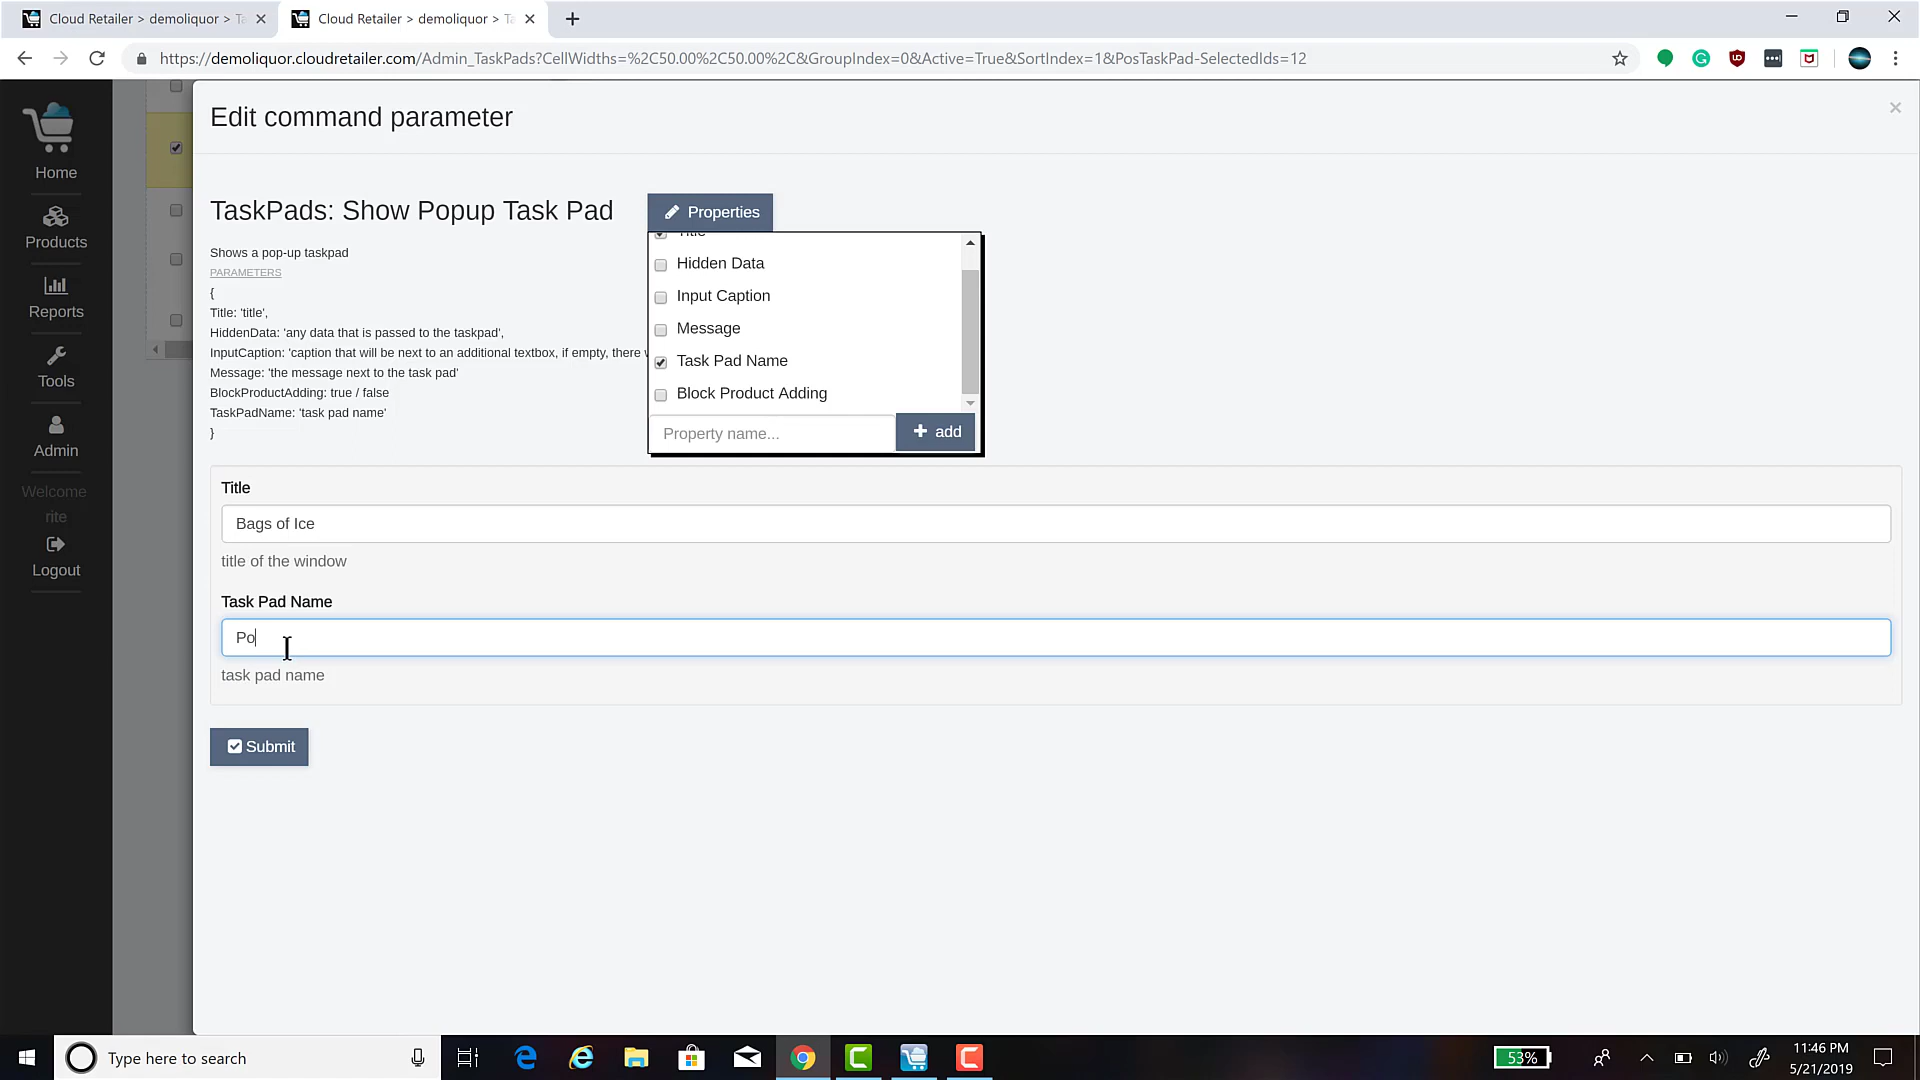 Cloud Retailer > demoliquor > Ta
Cloud Retailer > demoliquor > Ta
https://demoliquor.cloudretailer.com/Admin_TaskPads?CellWidths=%2C50.00%2C50.00%2C&GroupIndex=0&Active=True&SortIndex=1&PosTaskPad-SelectedIds=12
Home
Products
Reports
Tools
Admin
Welcome
rite
Logout
Edit command parameter
TaskPads: Show Popup Task Pad
Properties
Shows a pop-up taskpad
PARAMETERS
{
Title: 'title',
HiddenData: 'any data that is passed to the taskpad',
InputCaption: 'caption that will be next to an additional textbox, if empty, there w
Message: 'the message next to the task pad'
BlockProductAdding: true / false
TaskPadName: 'task pad name'
}
Title
Hidden Data
Input Caption
Message
Task Pad Name
Block Product Adding
Property name...
add
Title
Bags of Ice
title of the window
Task Pad Name
Po
task pad name
Submit
Type here to search
53%
11:46 PM
5/21/2019